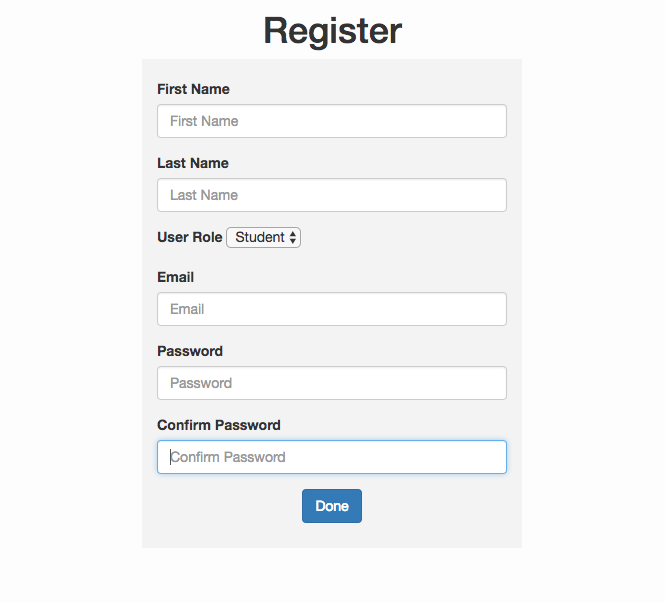 Register
First Name
First Name
Last Name
Last Name
User Role Student
Email
Email
Password
Password
Confirm Password
Confirm Password
Done